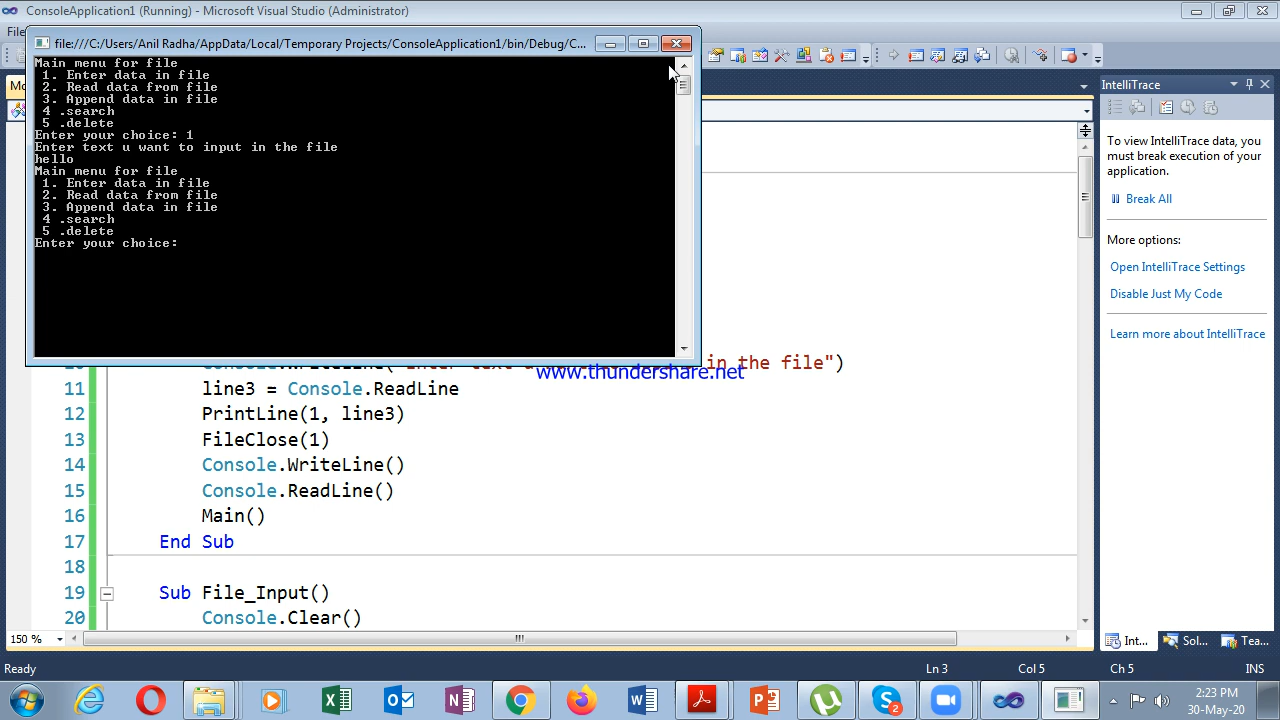 ConsoleApplication1 (Running) - Microsoft Visual Studio (Administrator)
file:///C:/Users/Anil Radha/AppData/Local/Temporary Projects/ConsoleApplication1/bin/Debug/C...
Main menu for file
1. Enter data in file
2. Read data from file
3. Append data in file
4 .search
5 .delete
Enter your choice: 1
Enter text u want to input in the file
hello
Main menu for file
1. Enter data in file
2. Read data from file
3. Append data in file
4 .search
5 .delete
Enter your choice:
IntelliTrace
To view IntelliTrace data, you
must break execution of your
application.
Break All
More options:
Open IntelliTrace Settings
Disable Just My Code
Learn more about IntelliTrace
in the file")
www.thundershare.net
11 line3 = Console.ReadLine
12 PrintLine(1, line3)
13 FileClose(1)
14 Console.WriteLine()
15 Console.ReadLine()
16 Main()
17 End Sub
18
19 Sub File_Input()
20 Console.Clear()
150 %
Int... Sol... Tea...
Ready Ln 3 Col 5 Ch 5 INS
2:23 PM
30-May-20